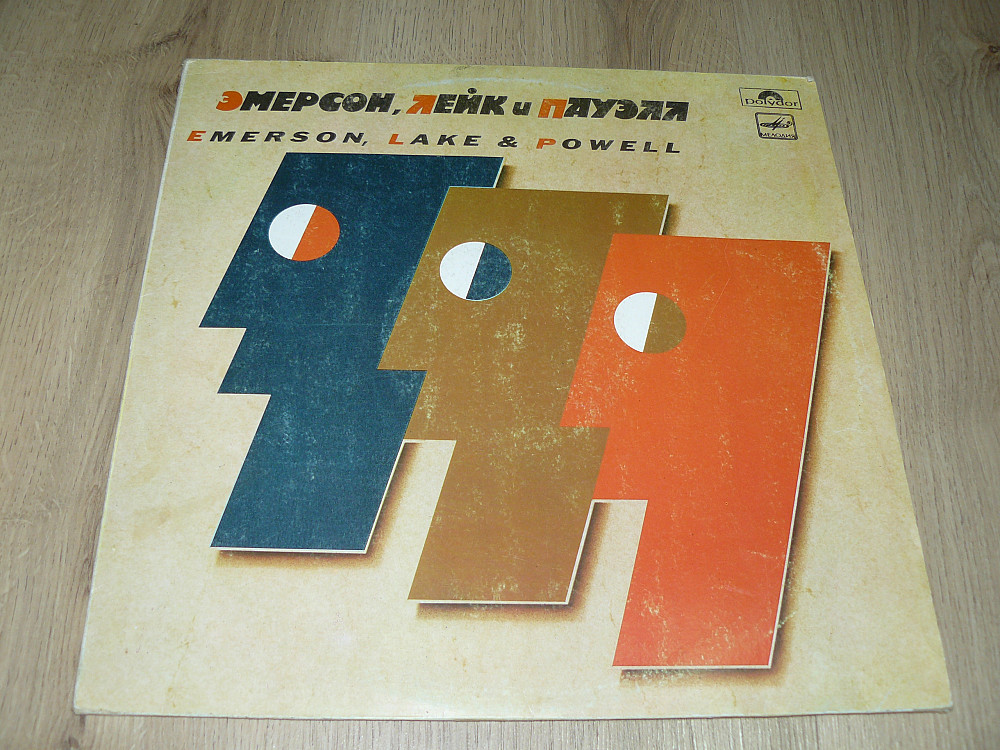 Эмерсон, Лейк и Пауэлл
Emerson, Lake & Powell
Polydor
МЕЛОДИЯ